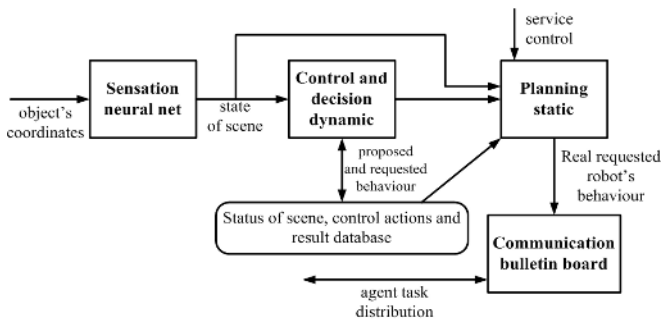 service
control
Sensation
neural net
Control and
decision
dynamic
Planning
static
object's
coordinates
state
of scene
proposed
and requested
behaviour
Real requested
robot's
behaviour
Status of scene, control actions and
result database
Communication
bulletin board
agent task
distribution